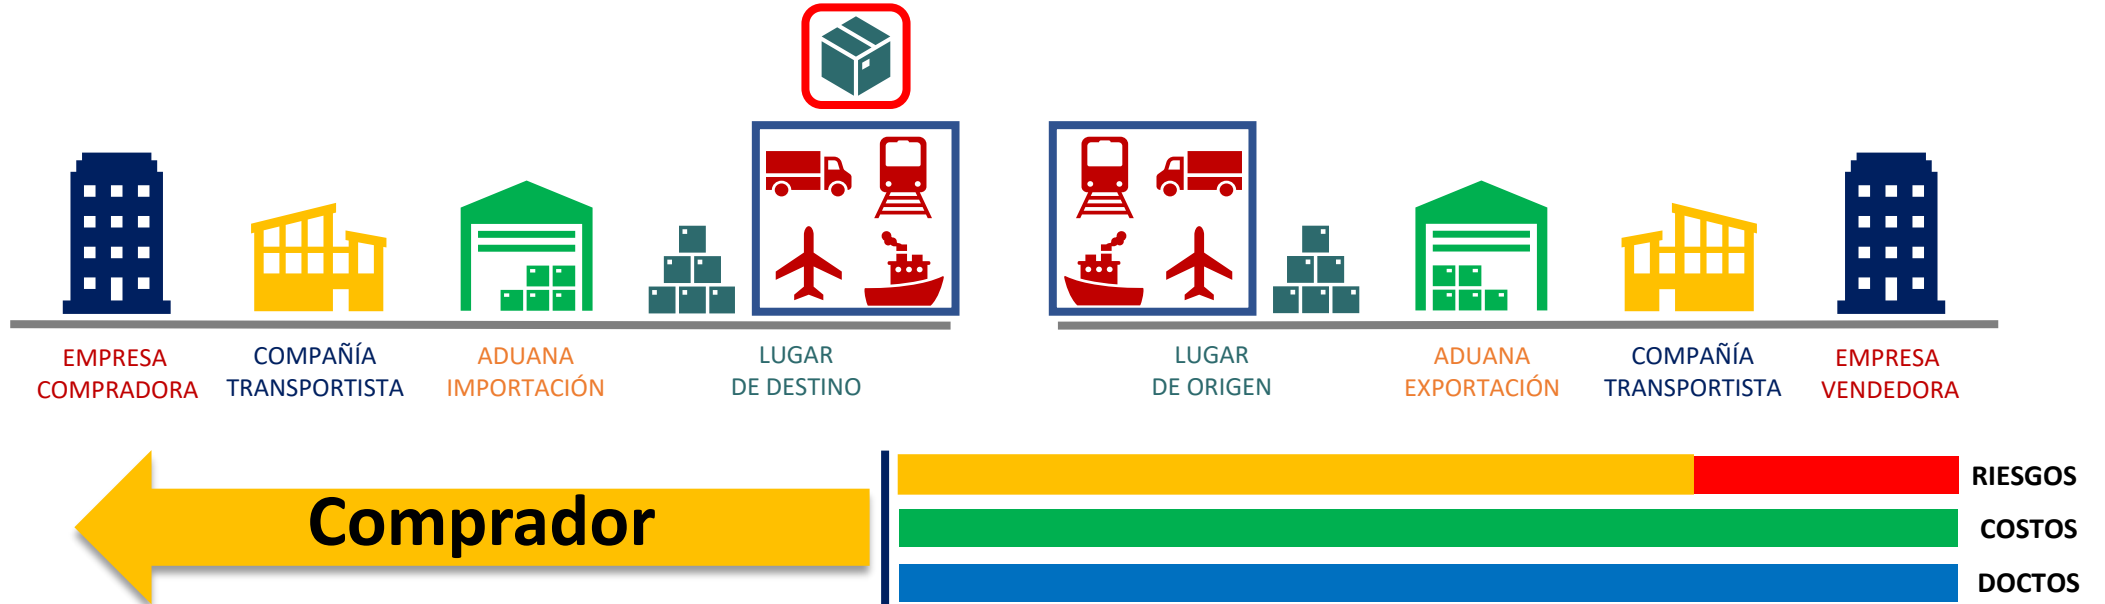 EMPRESA
COMPRADORA
COMPAÑÍA
TRANSPORTISTA
ADUANA
IMPORTACIÓN
LUGAR
DE DESTINO
LUGAR
DE ORIGEN
ADUANA
EXPORTACIÓN
COMPAÑÍA
TRANSPORTISTA
EMPRESA
VENDEDORA
Comprador
RIESGOS
COSTOS
DOCTOS